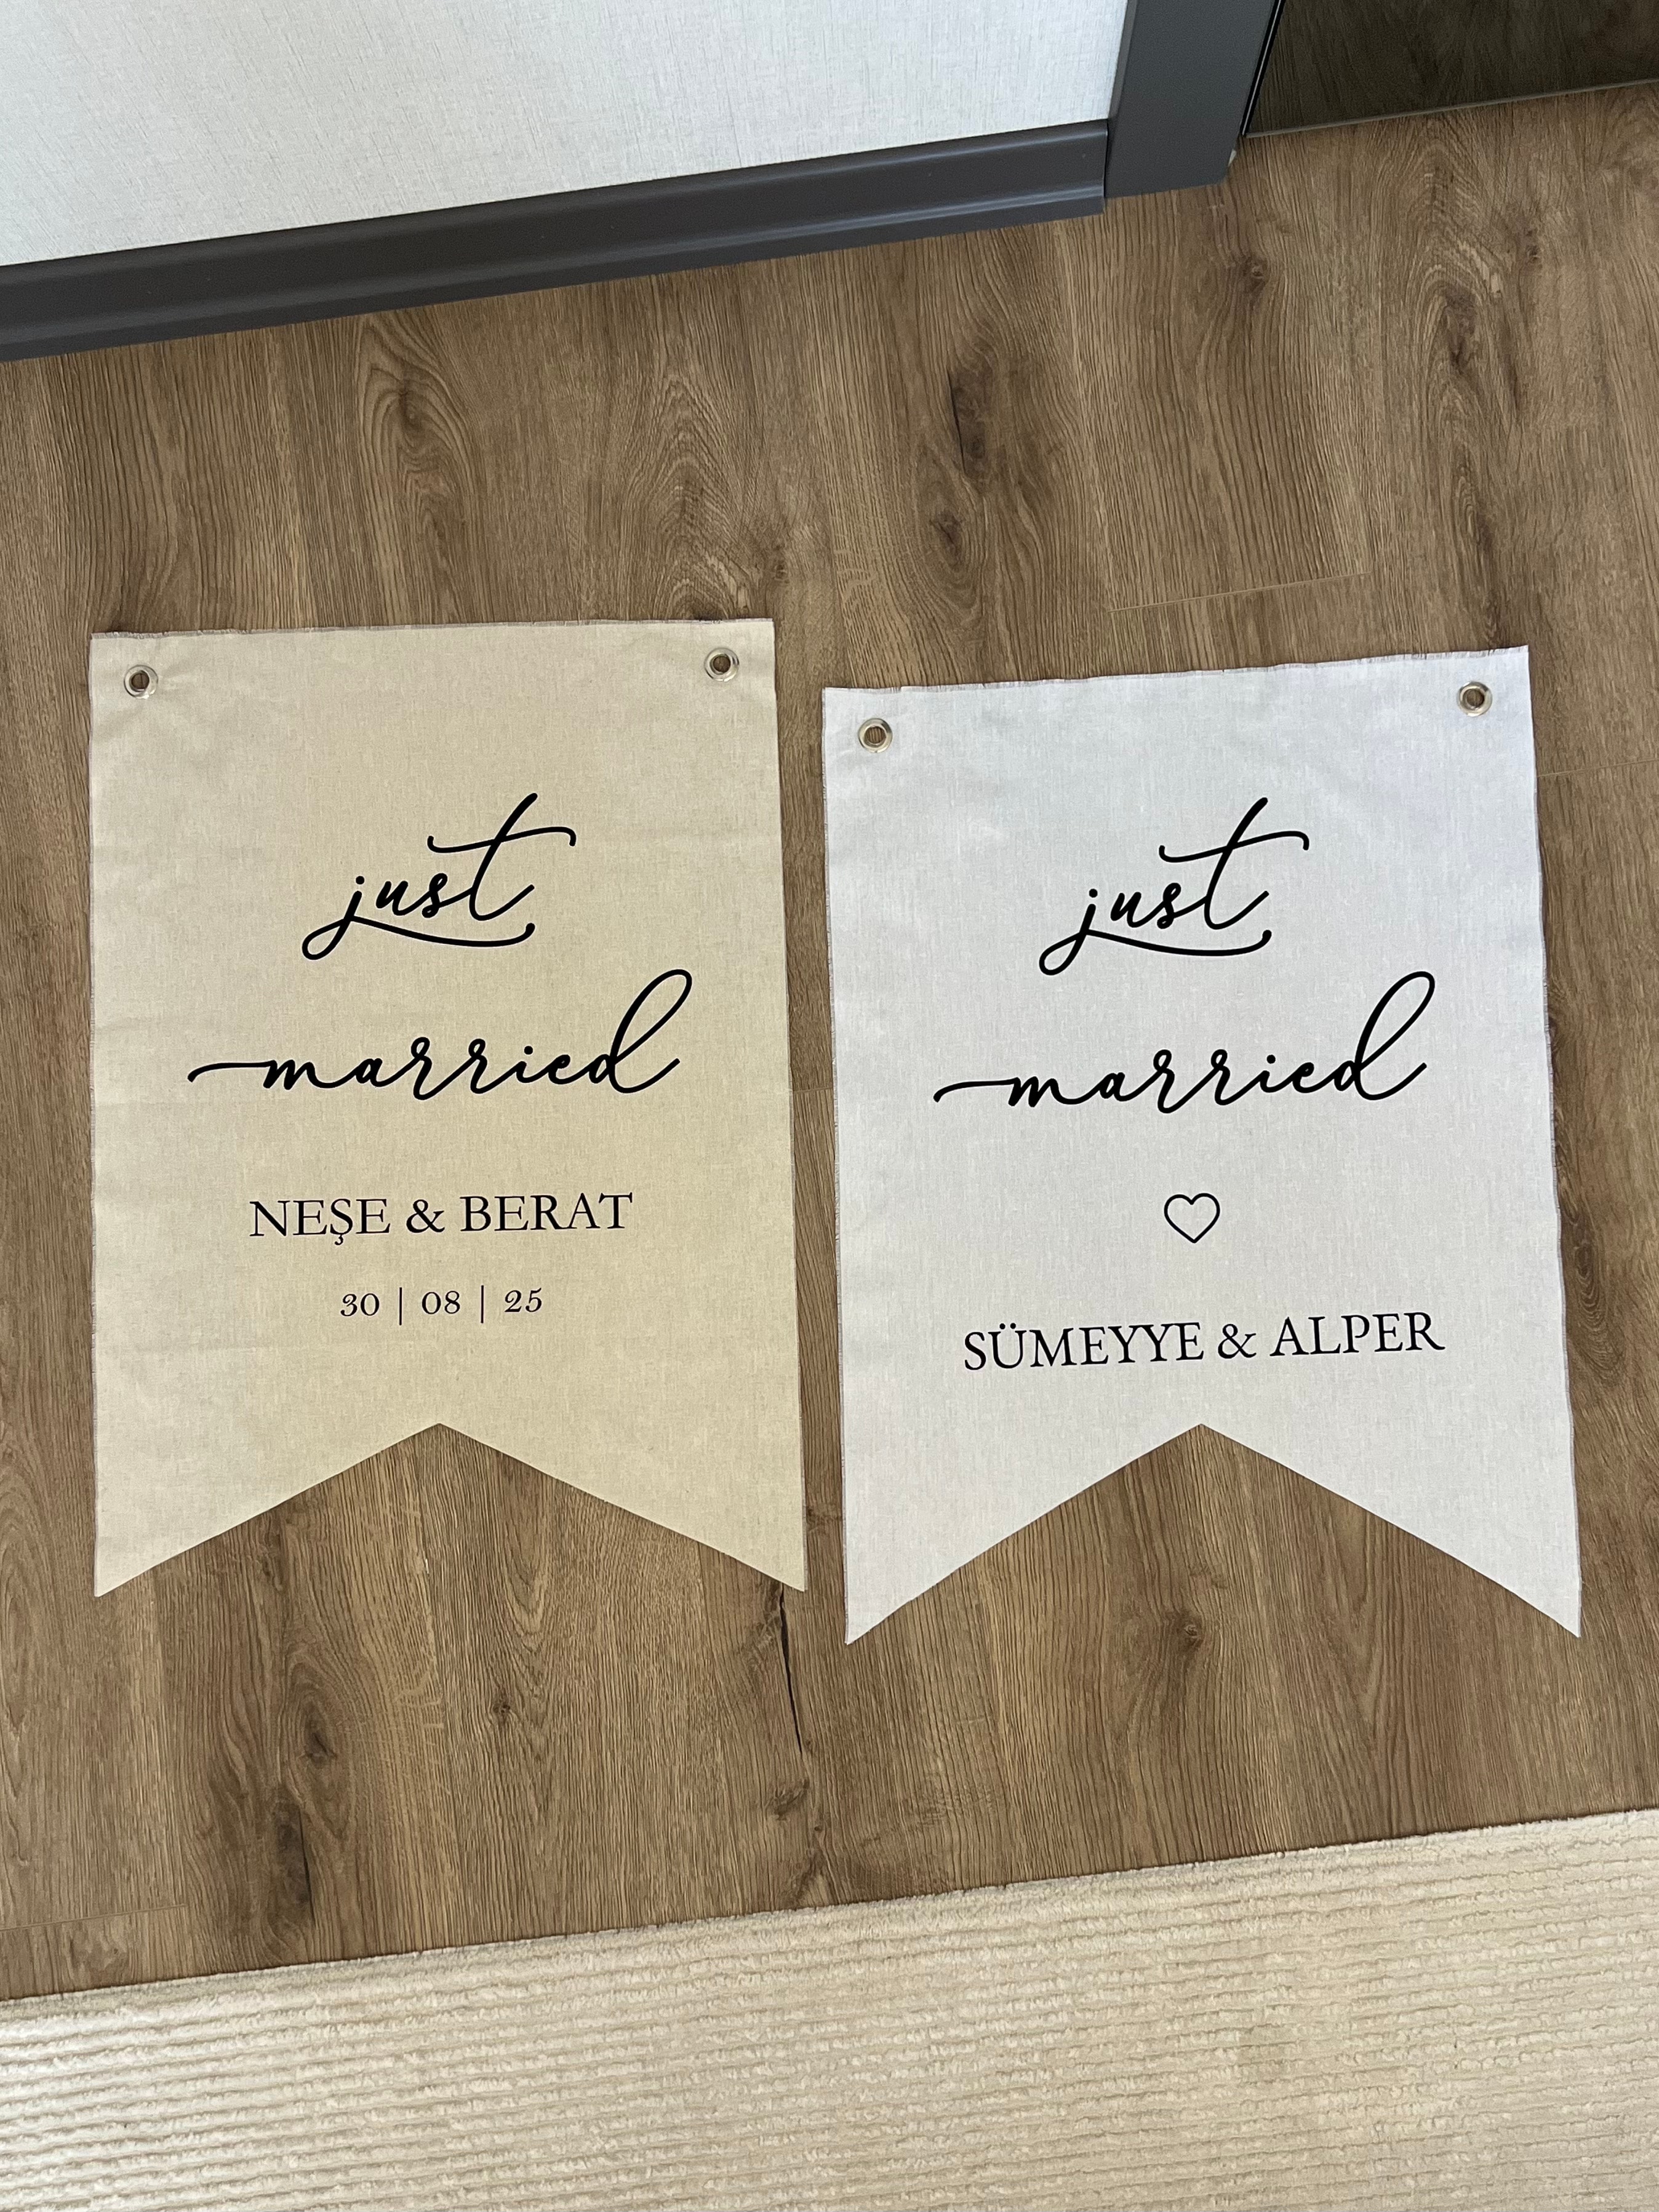 just
married
NEŞE & BERAT
30 | 08 | 25
just
married
SÜMEYYE & ALPER